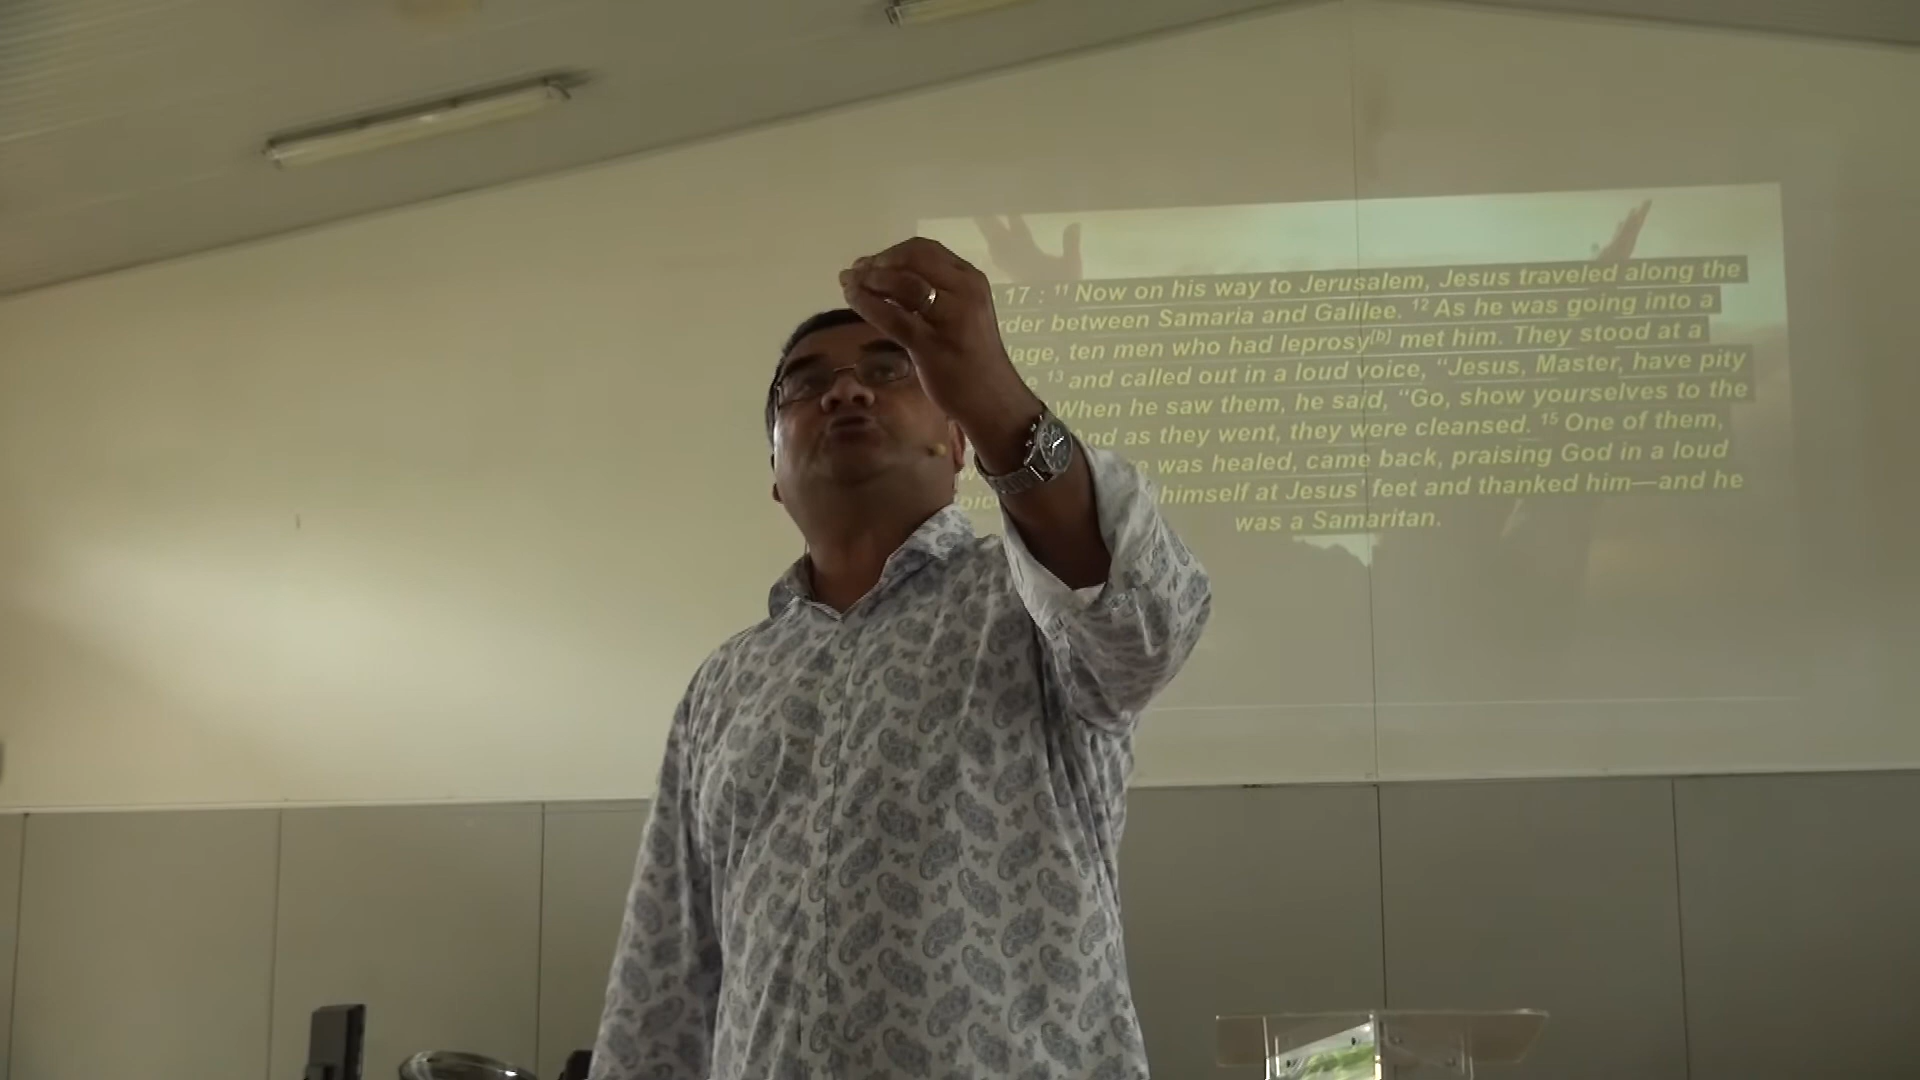 17 : 11 Now on his way to Jerusalem, Jesus traveled along the
between Samaria and Galilee. 12 As he was going into a
ten men who had leprosy[b] met him. They stood at a
13 and called out in a loud voice, “Jesus, Master, have pity
When he saw them, he said, “Go, show yourselves to the
And as they went, they were cleansed. 15 One of them,
was healed, came back, praising God in a loud
himself at Jesus’ feet and thanked him—and he
was a Samaritan.